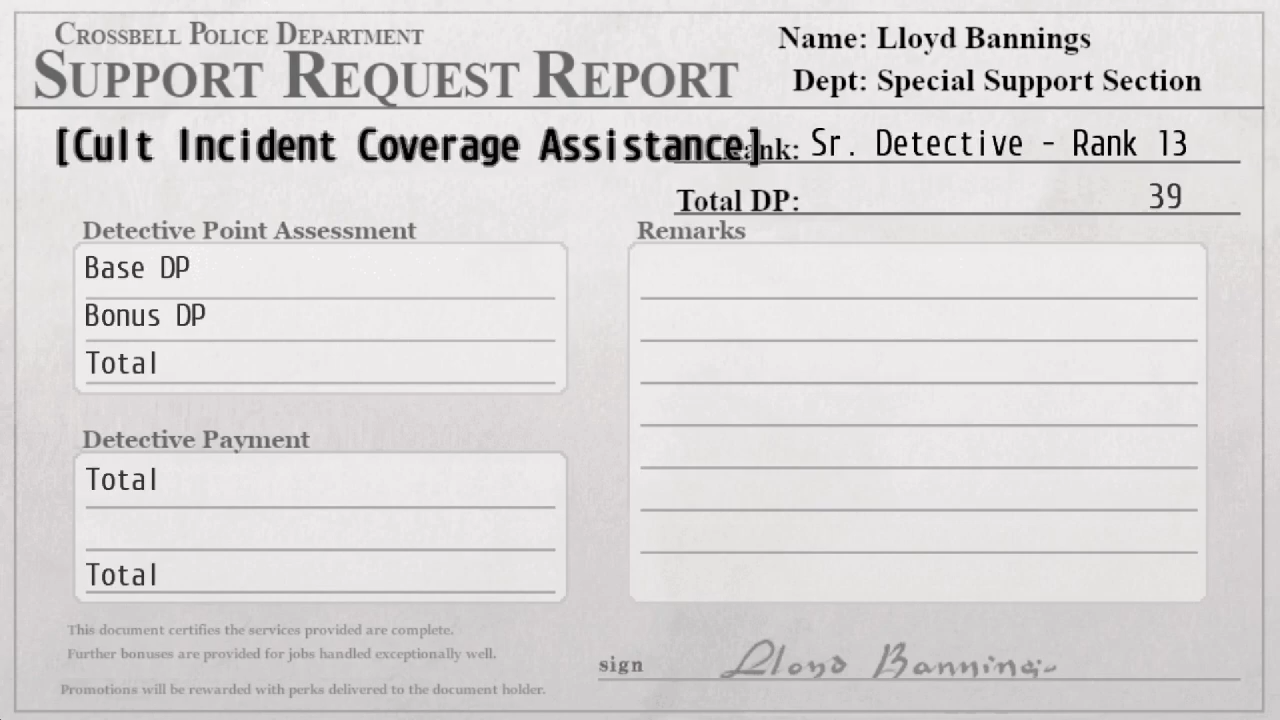 CROSSBELL POLICE DEPARTMENT
SUPPORT REQUEST REPORT
Name: Lloyd Bannings
Dept: Special Support Section
[Cult Incident Coverage Assistance]
Rank: Sr. Detective - Rank 13
Total DP: 39
Detective Point Assessment
Base DP
Bonus DP
Total
Remarks
Detective Payment
Total
Total
This document certifies the services provided are complete.
Further bonuses are provided for jobs handled exceptionally well.
Promotions will be rewarded with perks delivered to the document holder.
sign Lloyd Bannings